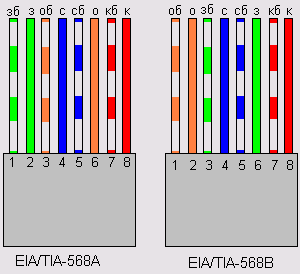 зб з об с сб о кб к
1 2 3 4 5 6 7 8
EIA/TIA-568A
об о зб с сб з кб к
1 2 3 4 5 6 7 8
EIA/TIA-568B